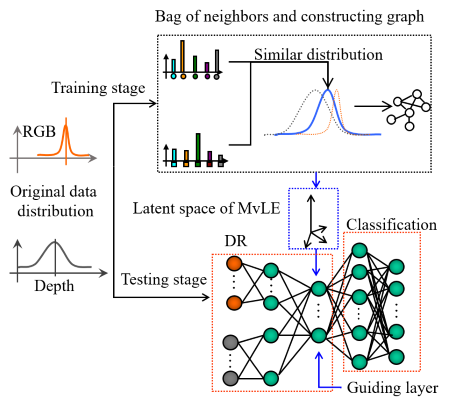 Bag of neighbors and constructing graph
Similar distribution
Training stage
RGB
Original data
distribution
Latent space of MvLE
Classification
DR
Testing stage
Depth
Guiding layer